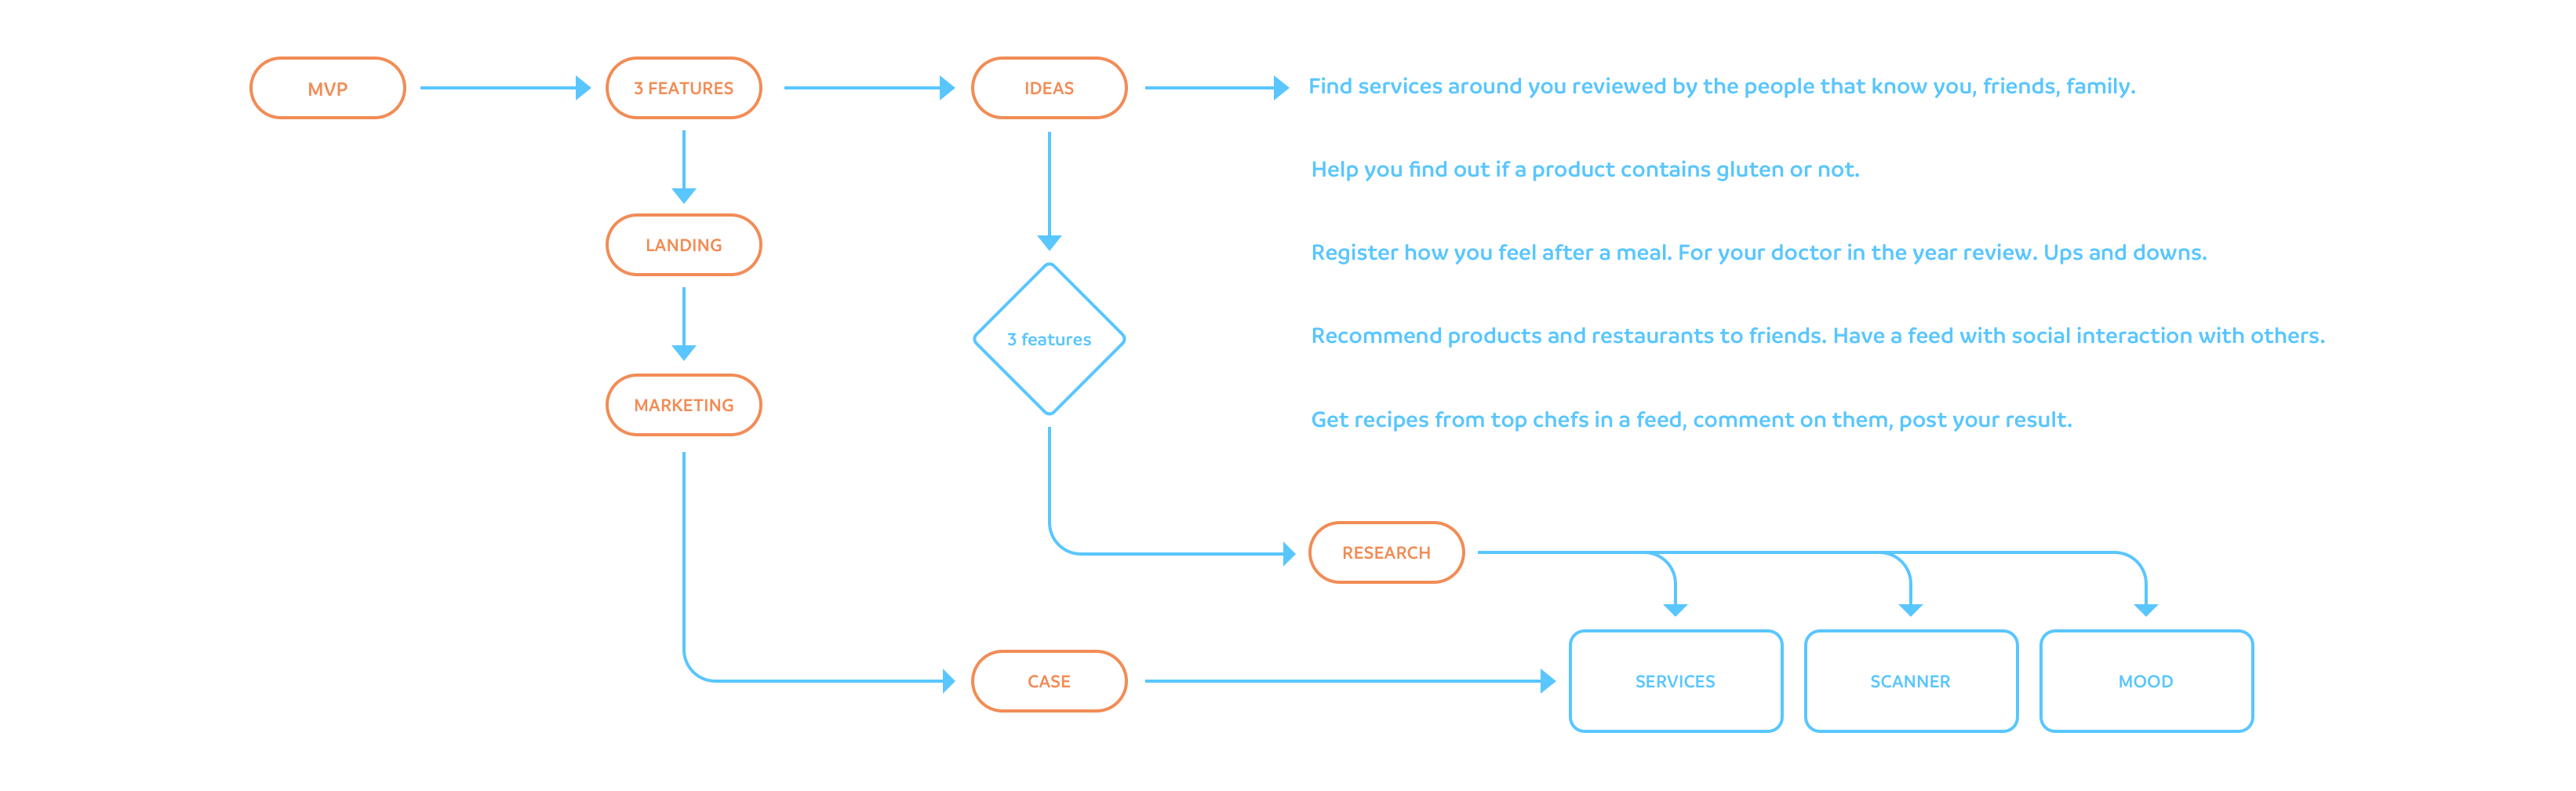 MVP
3 FEATURES
IDEAS
Find services around you reviewed by the people that know you, friends, family.
Help you find out if a product contains gluten or not.
LANDING
Register how you feel after a meal. For your doctor in the year review. Ups and downs.
3 features
Recommend products and restaurants to friends. Have a feed with social interaction with others.
MARKETING
Get recipes from top chefs in a feed, comment on them, post your result.
RESEARCH
CASE
SERVICES
SCANNER
MOOD